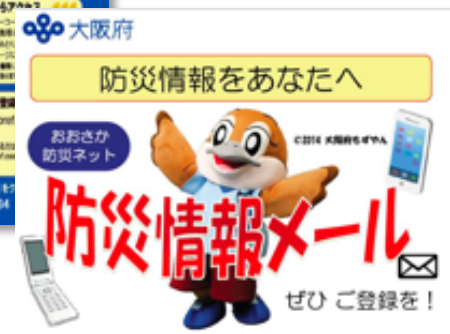 大阪府
防災情報をあなたへ
おおさか
防災ネット
©2014 大阪府もずやん
防災情報メール
ぜひ ご登録を！